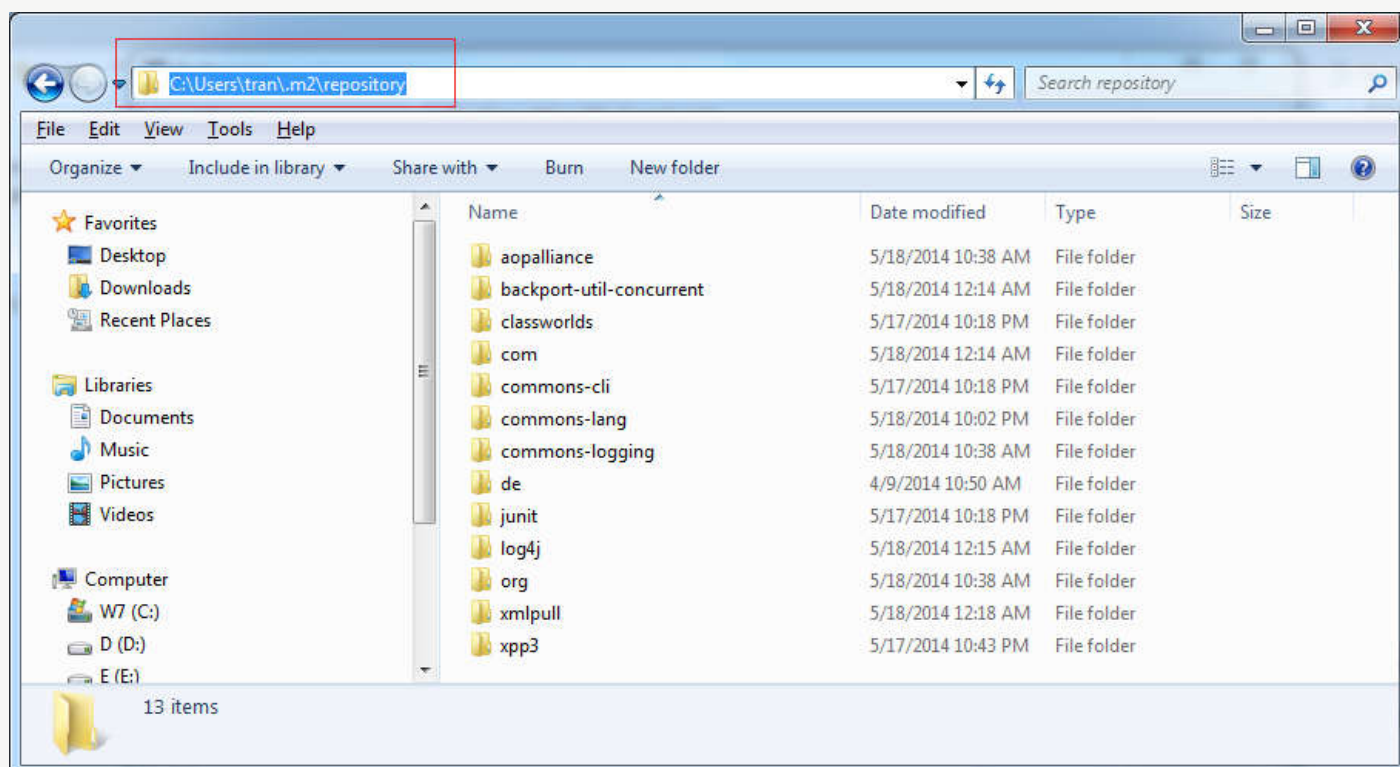 C:\Users\tran\.m2\repository
Search repository
File Edit View Tools Help
Organize Include in library Share with Burn New folder
Favorites
Desktop
Downloads
Recent Places
Libraries
Documents
Music
Pictures
Videos
Computer
W7 (C:)
D (D:)
E (E:)
Name Date modified Type Size
aopalliance 5/18/2014 10:38 AM File folder
backport-util-concurrent 5/18/2014 12:14 AM File folder
classworlds 5/17/2014 10:18 PM File folder
com 5/18/2014 12:14 AM File folder
commons-cli 5/17/2014 10:18 PM File folder
commons-lang 5/18/2014 10:02 PM File folder
commons-logging 5/18/2014 10:38 AM File folder
de 4/9/2014 10:50 AM File folder
junit 5/17/2014 10:18 PM File folder
log4j 5/18/2014 12:15 AM File folder
org 5/18/2014 10:38 AM File folder
xmlpull 5/18/2014 12:18 AM File folder
xpp3 5/17/2014 10:43 PM File folder
13 items